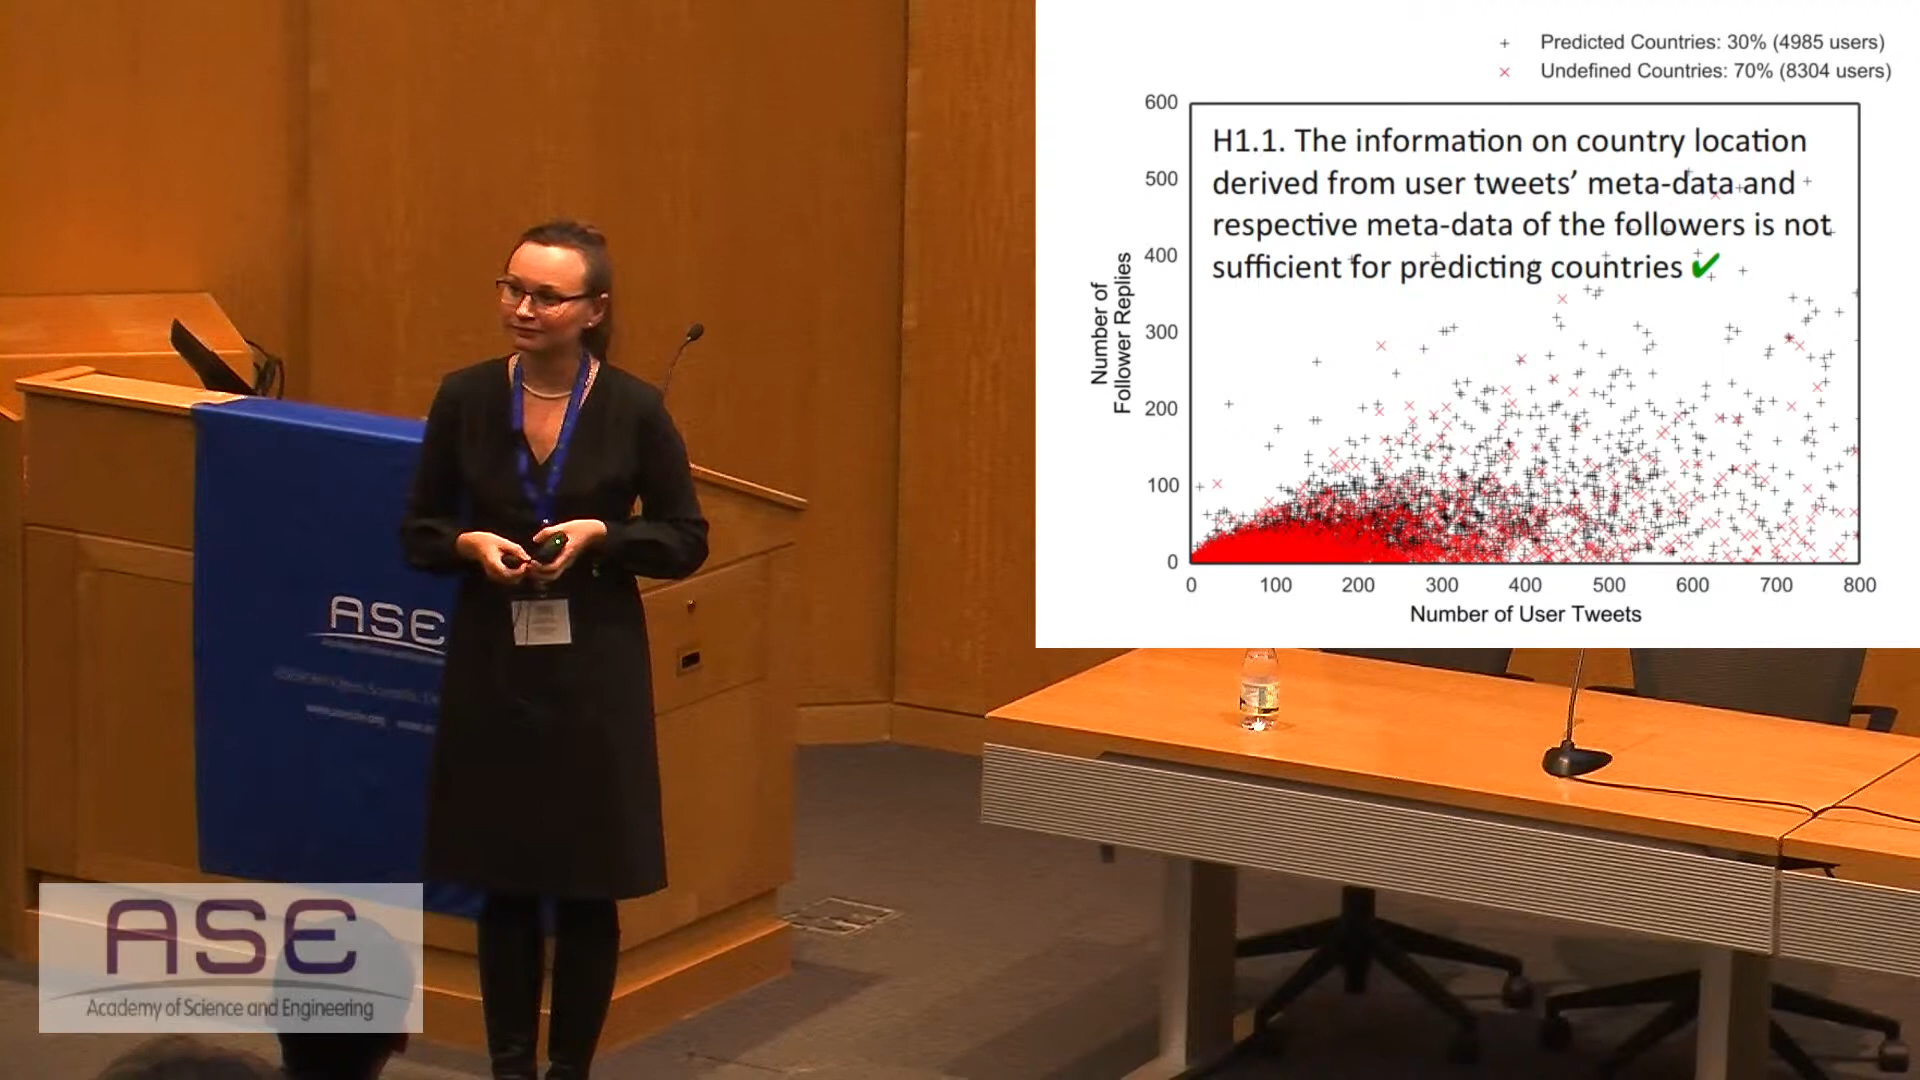 + Predicted Countries: 30% (4985 users)
× Undefined Countries: 70% (8304 users)
600
500
400
300
200
100
0
Number of
Follower Replies
H1.1. The information on country location
derived from user tweets’ meta-data and
respective meta-data of the followers is not
sufficient for predicting countries ✔
0 100 200 300 400 500 600 700 800
Number of User Tweets
ASE
ASE
Academy of Science and Engineering